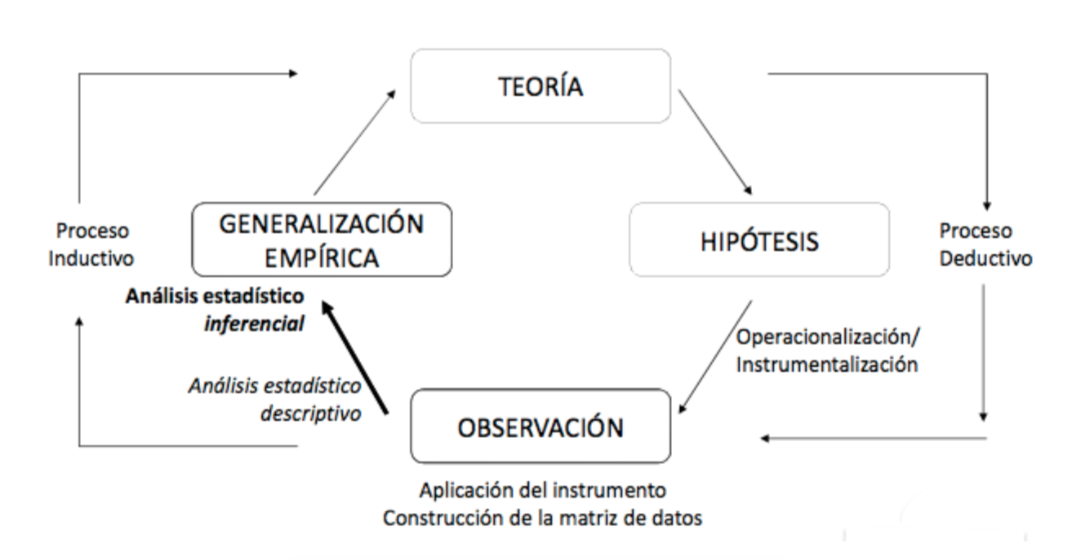 TEORÍA
GENERALIZACIÓN
EMPÍRICA
HIPÓTESIS
Proceso
Inductivo
Proceso
Deductivo
Análisis estadístico
inferencial
Operacionalización/
Instrumentalización
Análisis estadístico
descriptivo
OBSERVACIÓN
Aplicación del instrumento
Construcción de la matriz de datos